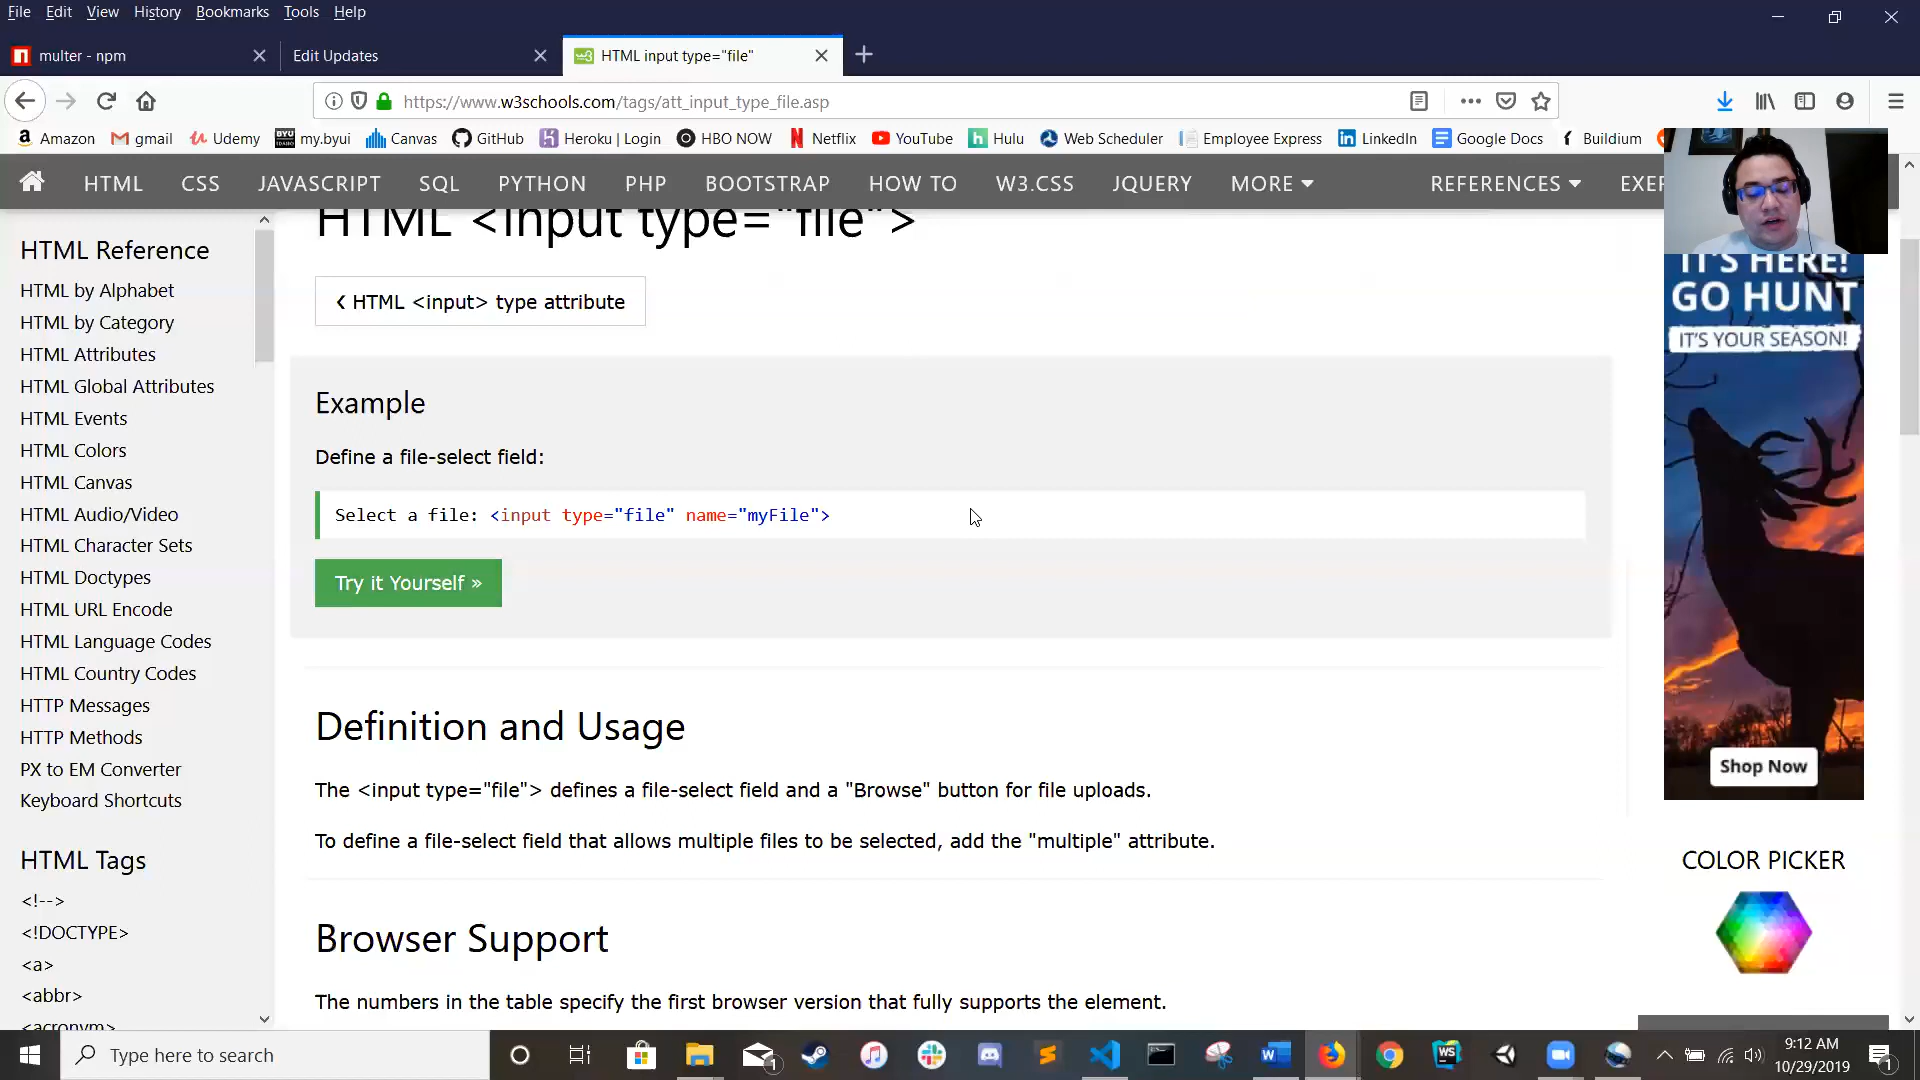 File Edit View History Bookmarks Tools Help
multer - npm
Edit Updates
HTML input type="file"
https://www.w3schools.com/tags/att_input_type_file.asp
Amazon gmail Udemy my.byui Canvas GitHub Heroku | Login HBO NOW Netflix YouTube Hulu Web Scheduler Employee Express LinkedIn Google Docs Buildium
HTML CSS JAVASCRIPT SQL PYTHON PHP BOOTSTRAP HOW TO W3.CSS JQUERY MORE REFERENCES EXER
HTML Reference
HTML by Alphabet
HTML by Category
HTML Attributes
HTML Global Attributes
HTML Events
HTML Colors
HTML Canvas
HTML Audio/Video
HTML Character Sets
HTML Doctypes
HTML URL Encode
HTML Language Codes
HTML Country Codes
HTTP Messages
HTTP Methods
PX to EM Converter
Keyboard Shortcuts
HTML Tags
<!-->
<!DOCTYPE>
<a>
<abbr>
<acronym>
HTML <input type="file">
❮ HTML <input> type attribute
Example
Define a file-select field:
Select a file: <input type="file" name="myFile">
Try it Yourself »
Definition and Usage
The <input type="file"> defines a file-select field and a "Browse" button for file uploads.
To define a file-select field that allows multiple files to be selected, add the "multiple" attribute.
Browser Support
The numbers in the table specify the first browser version that fully supports the element.
IT'S HERE!
GO HUNT
IT'S YOUR SEASON!
Shop Now
COLOR PICKER
Type here to search
9:12 AM
10/29/2019